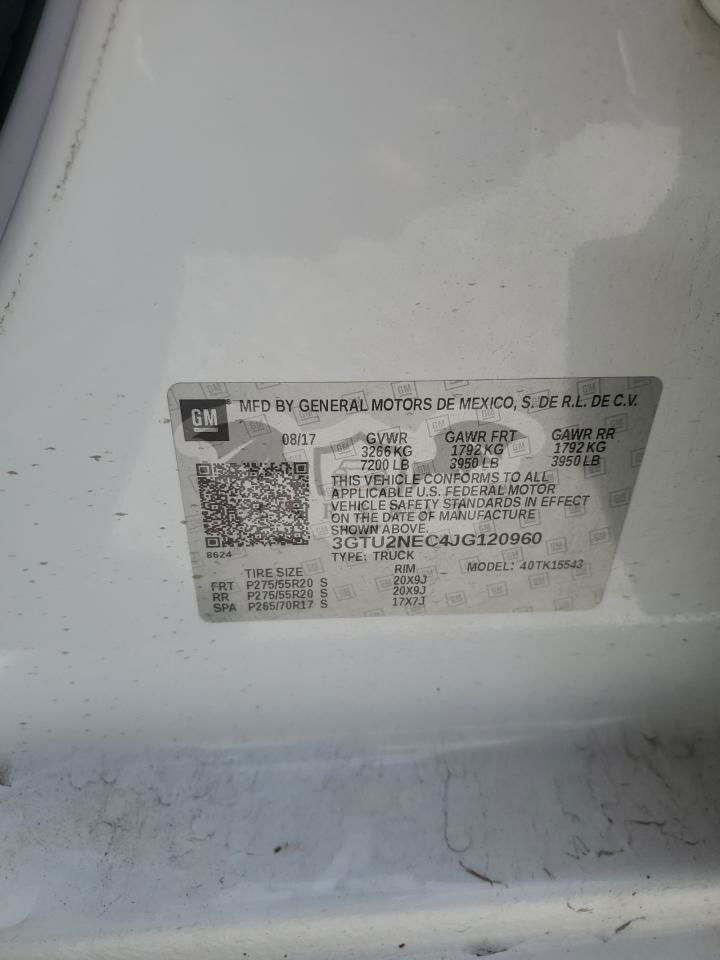 GM MFD BY GENERAL MOTORS DE MEXICO, S. DE R.L. DE C.V.
08/17 GVWR GAWR FRT GAWR RR
3266 KG 1792 KG 1792 KG
7200 LB 3950 LB 3950 LB
THIS VEHICLE CONFORMS TO ALL
APPLICABLE U.S. FEDERAL MOTOR
VEHICLE SAFETY STANDARDS IN EFFECT
ON THE DATE OF MANUFACTURE
SHOWN ABOVE.
3GTU2NEC4JG120960
8624
TYPE: TRUCK MODEL: 40TK15543
TIRE SIZE RIM
FRT P275/55R20 S 20X9J
RR P275/55R20 S 20X9J
SPA P265/70R17 S 17X7J